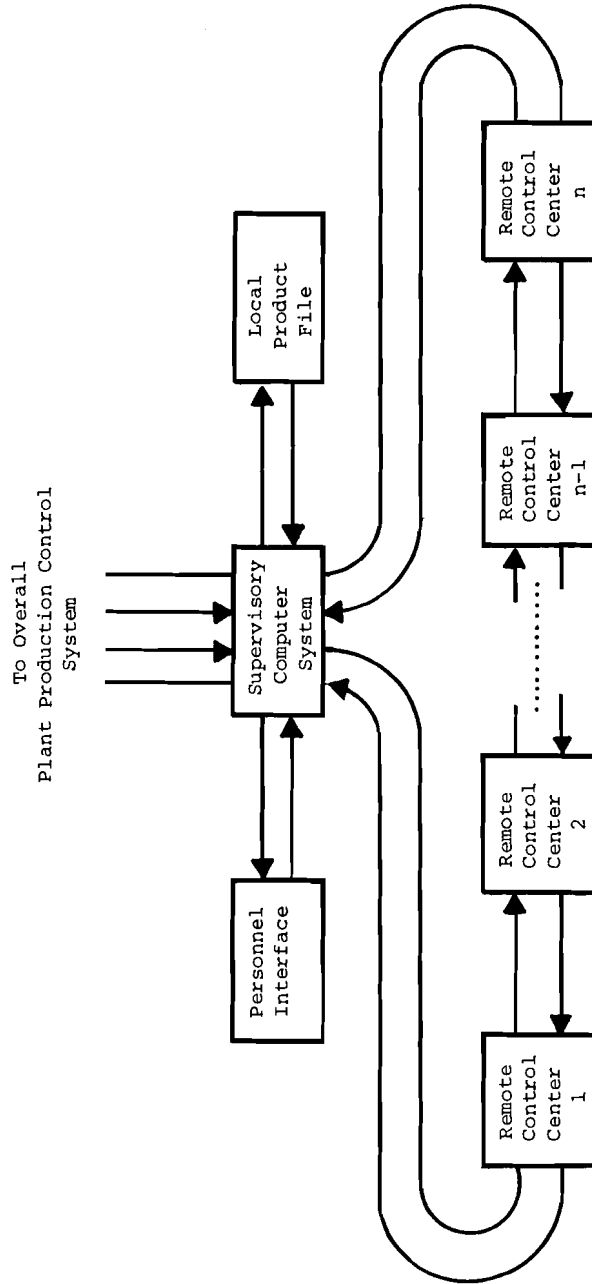 To Overall
Plant Production Control
System
Personnel
Interface
Supervisory
Computer
System
Local
Product
File
Remote
Control
Center
1
Remote
Control
Center
2
........
Remote
Control
Center
n-1
Remote
Control
Center
n